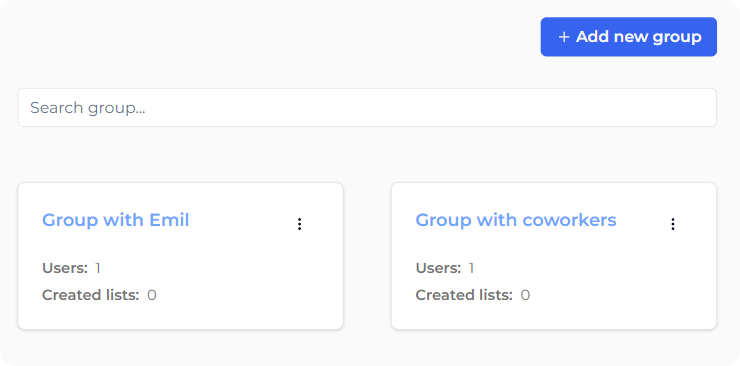 + Add new group
Search group...
Group with Emil
Users: 1
Created lists: 0
Group with coworkers
Users: 1
Created lists: 0